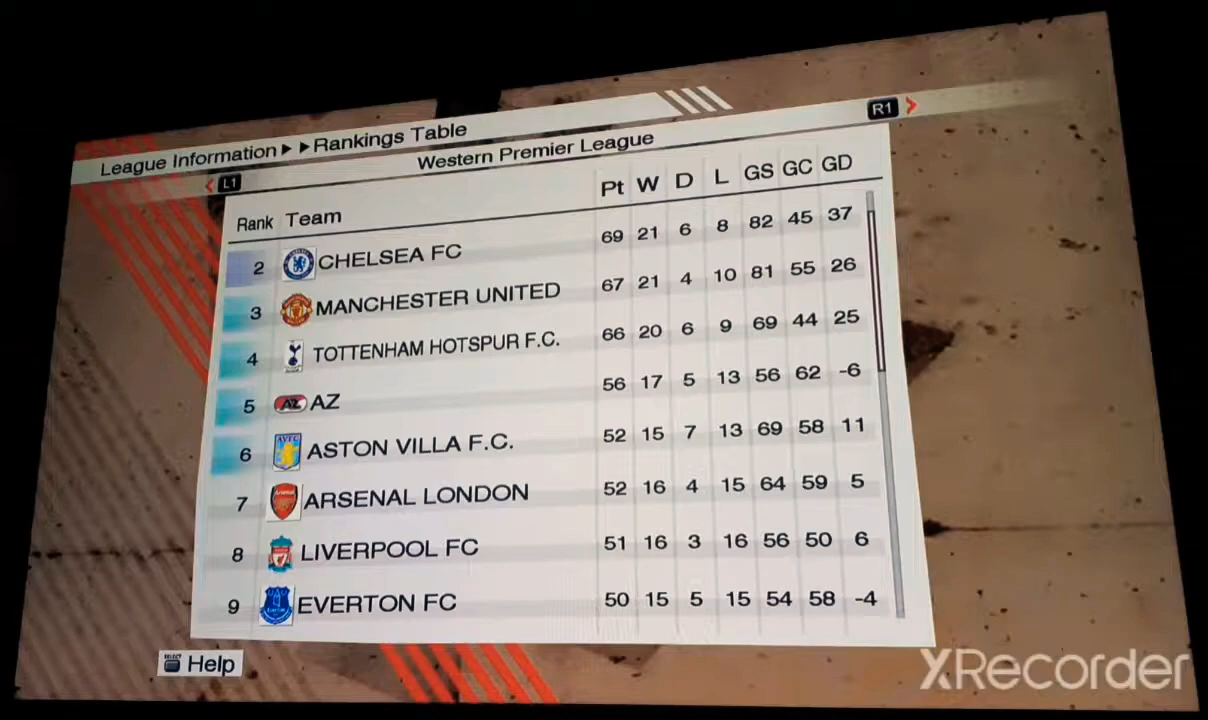 League Information ▶ ▶Rankings Table
L1 Western Premier League R1
Rank Team Pt W D L GS GC GD
2 CHELSEA FC 69 21 6 8 82 45 37
3 MANCHESTER UNITED 67 21 4 10 81 55 26
4 TOTTENHAM HOTSPUR F.C. 66 20 6 9 69 44 25
5 AZ AZ 56 17 5 13 56 62 -6
6 AVFC ASTON VILLA F.C. 52 15 7 13 69 58 11
7 Arsenal ARSENAL LONDON 52 16 4 15 64 59 5
8 LIVERPOOL FC 51 16 3 16 56 50 6
9 EVERTON FC 50 15 5 15 54 58 -4
SELECT Help
XRecorder